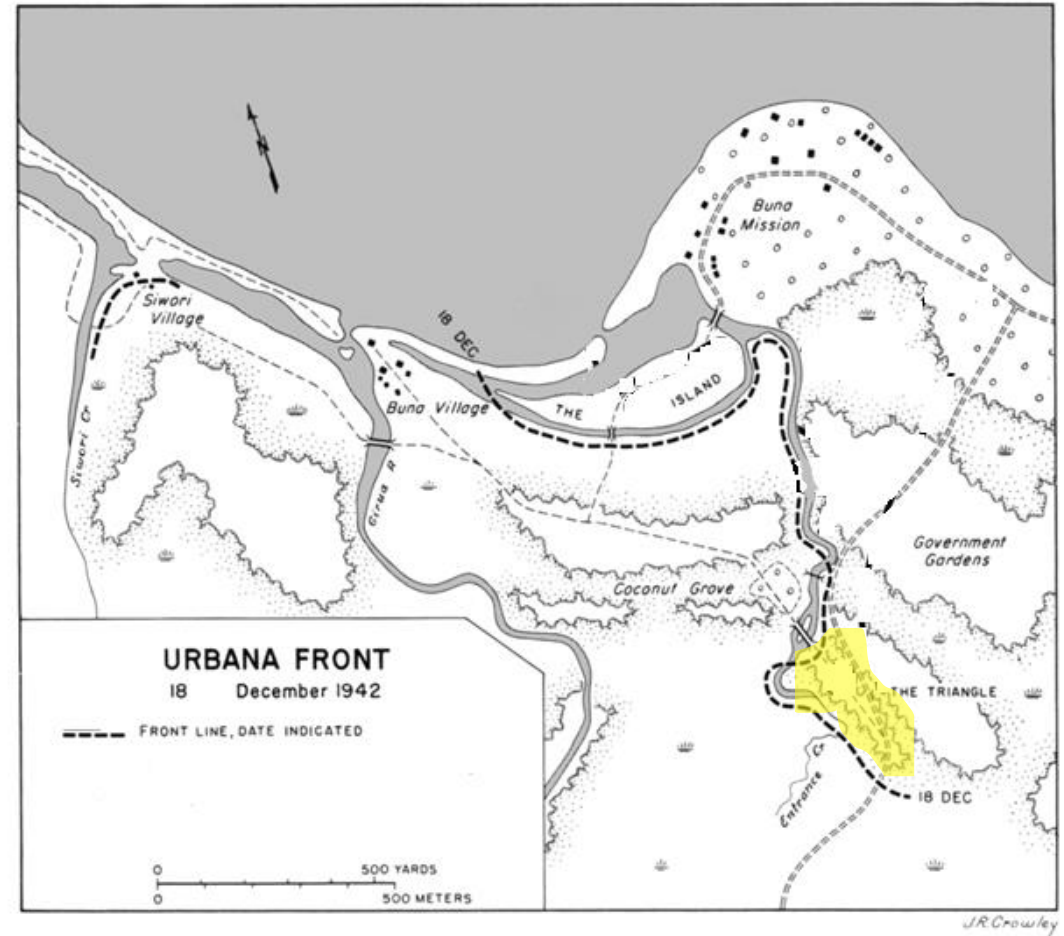 N
Buna
Mission
Siwori
Village
18 DEC
Buna Village
THE ISLAND
Siwori Cr
Girua R
Government
Gardens
Coconut Grove
THE TRIANGLE
Entrance Cr
18 DEC
URBANA FRONT
18 December 1942
FRONT LINE, DATE INDICATED
0 500 YARDS
0 500 METERS
J.R. Crowley